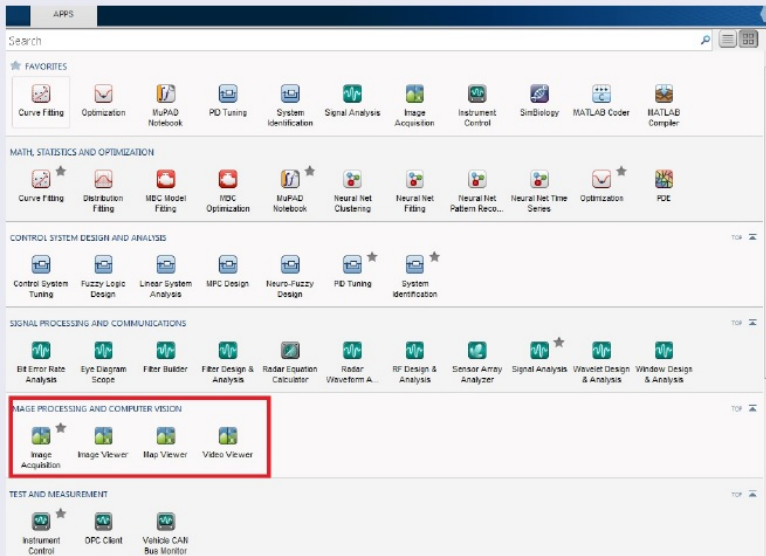 APPS
Search
FAVORITES
Curve Fitting Optimization MuPAD PID Tuning System Signal Analysis Image Instrument SimBiology MATLAB Coder MATLAB
Notebook Identification Acquisition Control Compiler
MATH, STATISTICS AND OPTIMIZATION
Curve Fitting Distribution MBC Model MBC MuPAD Neural Net Neural Net Neural Net Neural Net Time Optimization PDE
Fitting Fitting Optimization Notebook Clustering Fitting Pattern Reco... Series
CONTROL SYSTEM DESIGN AND ANALYSIS TOP
Control System Fuzzy Logic Linear System MPC Design Neuro-Fuzzy PID Tuning System
Tuning Design Analysis Design Identification
SIGNAL PROCESSING AND COMMUNICATIONS TOP
Bit Error Rate Eye Diagram Filter Builder Filter Design & Radar Equation Radar RF Design & Sensor Array Signal Analysis Wavelet Design Window Design
Analysis Scope Analysis Calculator Waveform A... Analysis Analyzer & Analysis & Analysis
IMAGE PROCESSING AND COMPUTER VISION TOP
Image Image Viewer Map Viewer Video Viewer
Acquisition
TEST AND MEASUREMENT TOP
Instrument OPC Client Vehicle CAN
Control Bus Monitor